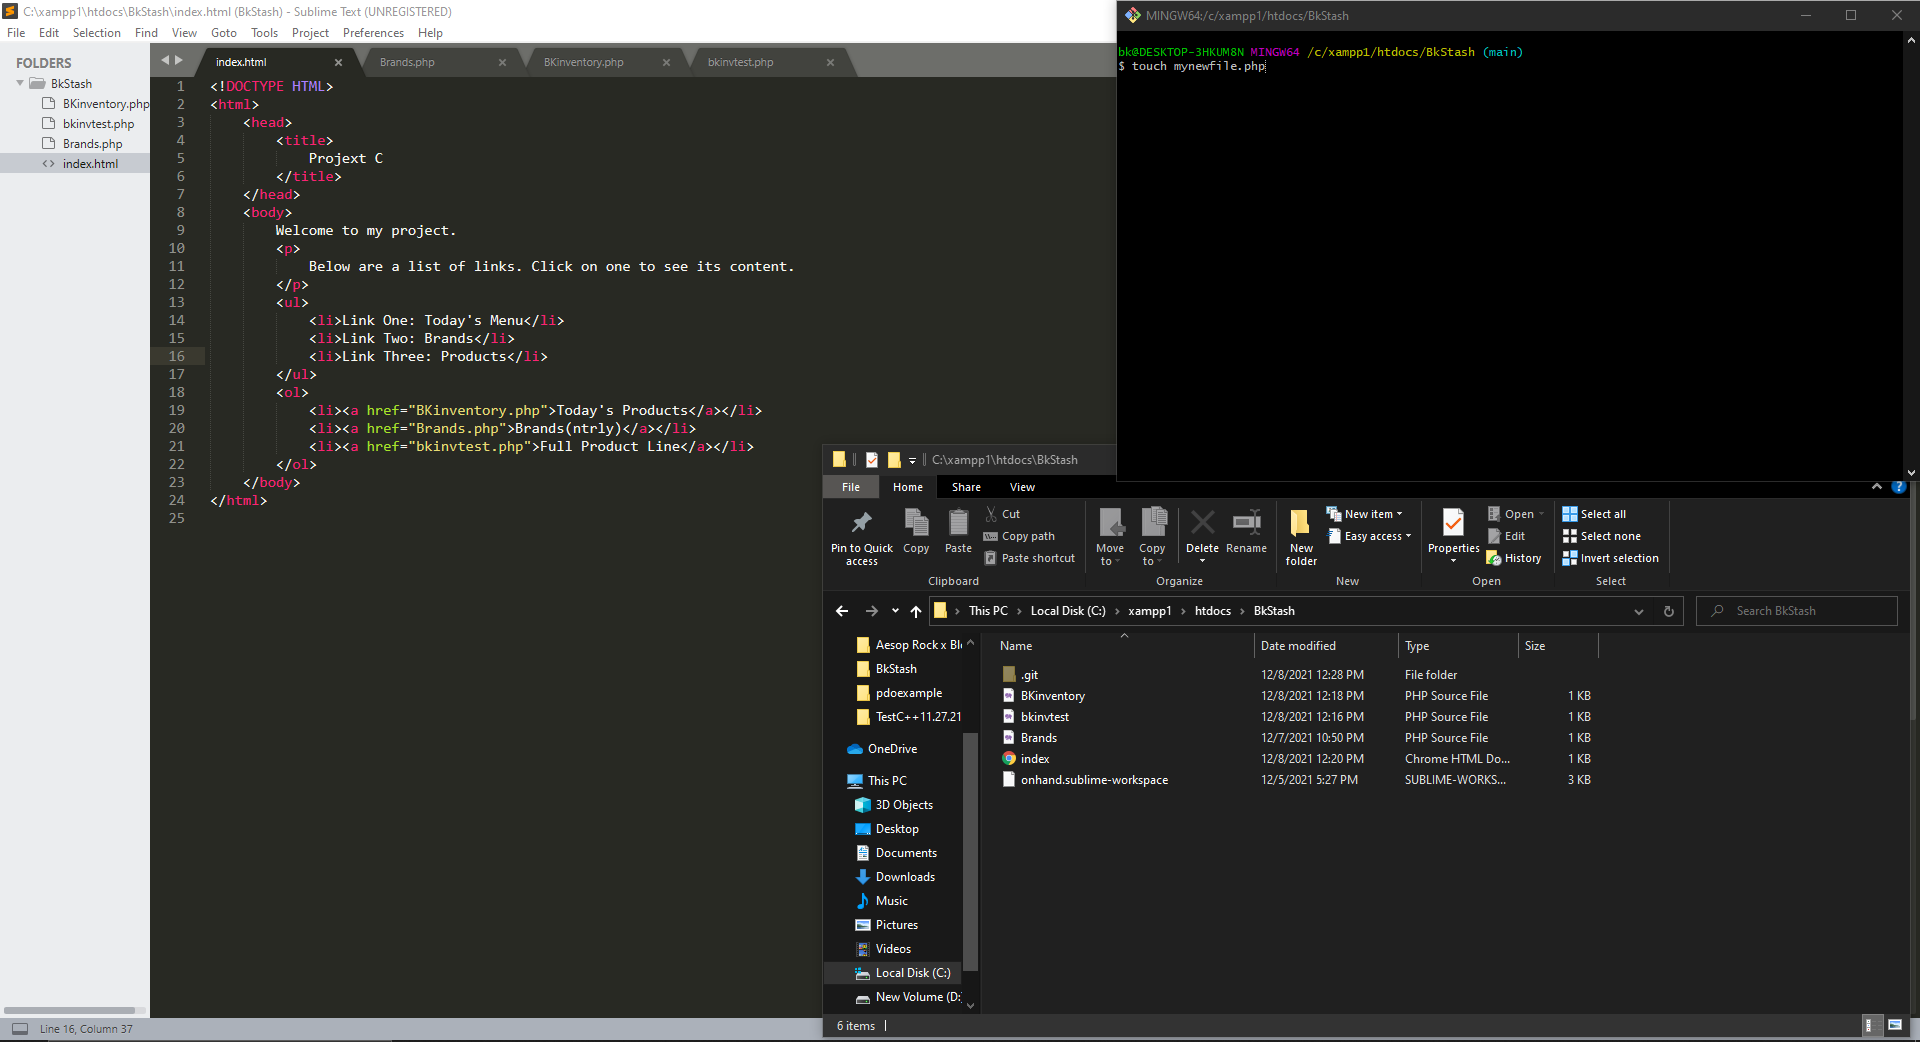 C:\xampp1\htdocs\BkStash\index.html (BkStash) - Sublime Text (UNREGISTERED)
File Edit Selection Find View Goto Tools Project Preferences Help
FOLDERS
BkStash
BKinventory.php
bkinvtest.php
Brands.php
<> index.html
index.html × Brands.php × BKinventory.php × bkinvtest.php ×
1 <!DOCTYPE HTML>
2 <html>
3 <head>
4 <title>
5 Projext C
6 </title>
7 </head>
8 <body>
9 Welcome to my project.
10 <p>
11 Below are a list of links. Click on one to see its content.
12 </p>
13 <ul>
14 <li>Link One: Today's Menu</li>
15 <li>Link Two: Brands</li>
16 <li>Link Three: Products</li>
17 </ul>
18 <ol>
19 <li><a href="BKinventory.php">Today's Products</a></li>
20 <li><a href="Brands.php">Brands(ntrly)</a></li>
21 <li><a href="bkinvtest.php">Full Product Line</a></li>
22 </ol>
23 </body>
24 </html>
25
Line 16, Column 37
MINGW64:/c/xampp1/htdocs/BkStash
bk@DESKTOP-3HKUM8N MINGW64 /c/xampp1/htdocs/BkStash (main)
$ touch mynewfile.php
C:\xampp1\htdocs\BkStash
File Home Share View
Pin to Quick access
Copy
Paste
Cut
Copy path
Paste shortcut
Clipboard
Move to
Copy to
Delete
Rename
Organize
New folder
New item
Easy access
New
Properties
Open
Edit
History
Open
Select all
Select none
Invert selection
Select
This PC > Local Disk (C:) > xampp1 > htdocs > BkStash
Search BkStash
Aesop Rock x Bl
BkStash
pdoexample
TestC++11.27.21
OneDrive
This PC
3D Objects
Desktop
Documents
Downloads
Music
Pictures
Videos
Local Disk (C:)
New Volume (D:
Name Date modified Type Size
.git 12/8/2021 12:28 PM File folder
BKinventory 12/8/2021 12:18 PM PHP Source File 1 KB
bkinvtest 12/8/2021 12:16 PM PHP Source File 1 KB
Brands 12/7/2021 10:50 PM PHP Source File 1 KB
index 12/8/2021 12:20 PM Chrome HTML Do... 1 KB
onhand.sublime-workspace 12/5/2021 5:27 PM SUBLIME-WORKS... 3 KB
6 items